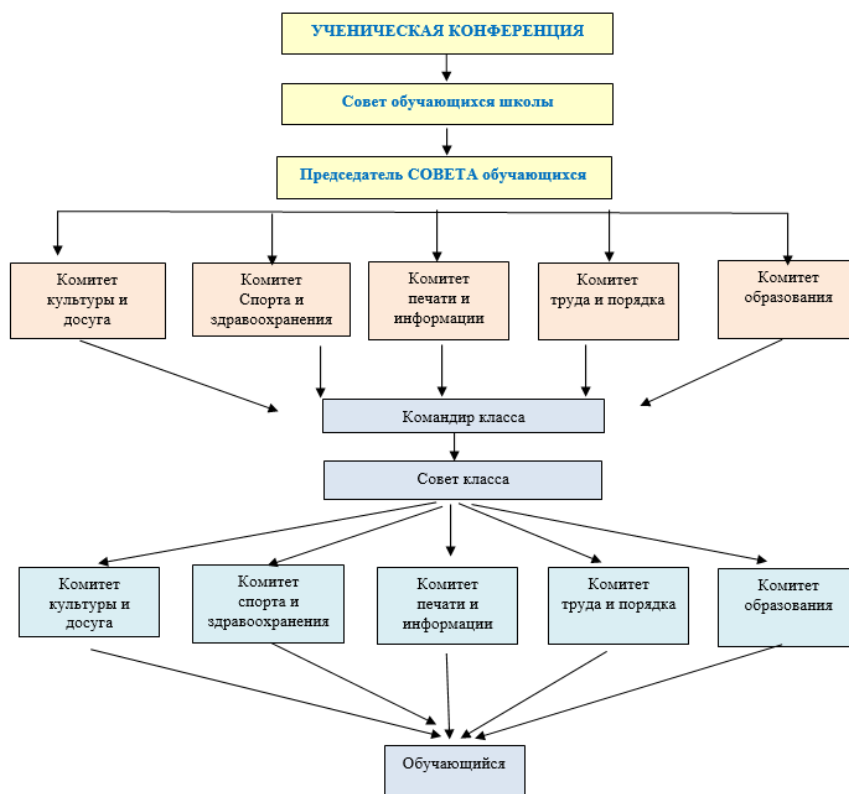 УЧЕНИЧЕСКАЯ КОНФЕРЕНЦИЯ
Совет обучающихся школы
Председатель СОВЕТА обучающихся
Комитет
культуры и
досуга
Комитет
Спорта и
здравоохранения
Комитет
печати и
информации
Комитет
труда и порядка
Комитет
образования
Командир класса
Совет класса
Комитет
культуры и
досуга
Комитет
спорта и
здравоохранения
Комитет
печати и
информации
Комитет
труда и порядка
Комитет
образования
Обучающийся